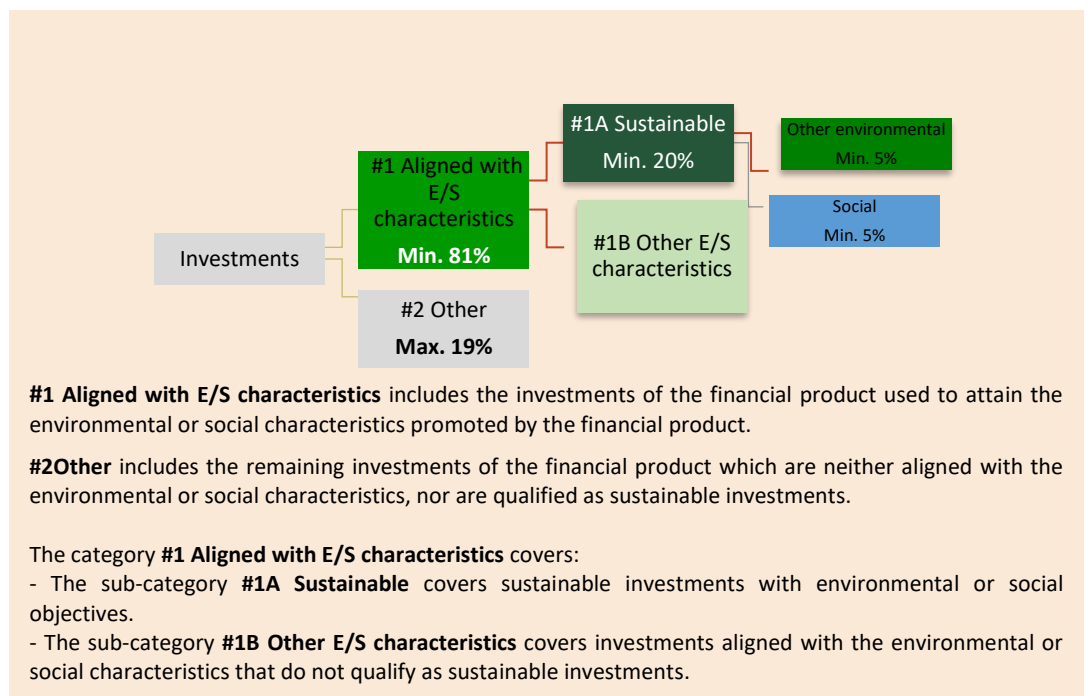 #1A Sustainable
Min. 20%
Other environmental
Min. 5%
#1 Aligned with
E/S
characteristics
Min. 81%
Social
Min. 5%
#1B Other E/S
characteristics
Investments
#2 Other
Max. 19%
#1 Aligned with E/S characteristics includes the investments of the financial product used to attain the
environmental or social characteristics promoted by the financial product.
#2Other includes the remaining investments of the financial product which are neither aligned with the
environmental or social characteristics, nor are qualified as sustainable investments.
The category #1 Aligned with E/S characteristics covers:
- The sub-category #1A Sustainable covers sustainable investments with environmental or social
objectives.
- The sub-category #1B Other E/S characteristics covers investments aligned with the environmental or
social characteristics that do not qualify as sustainable investments.